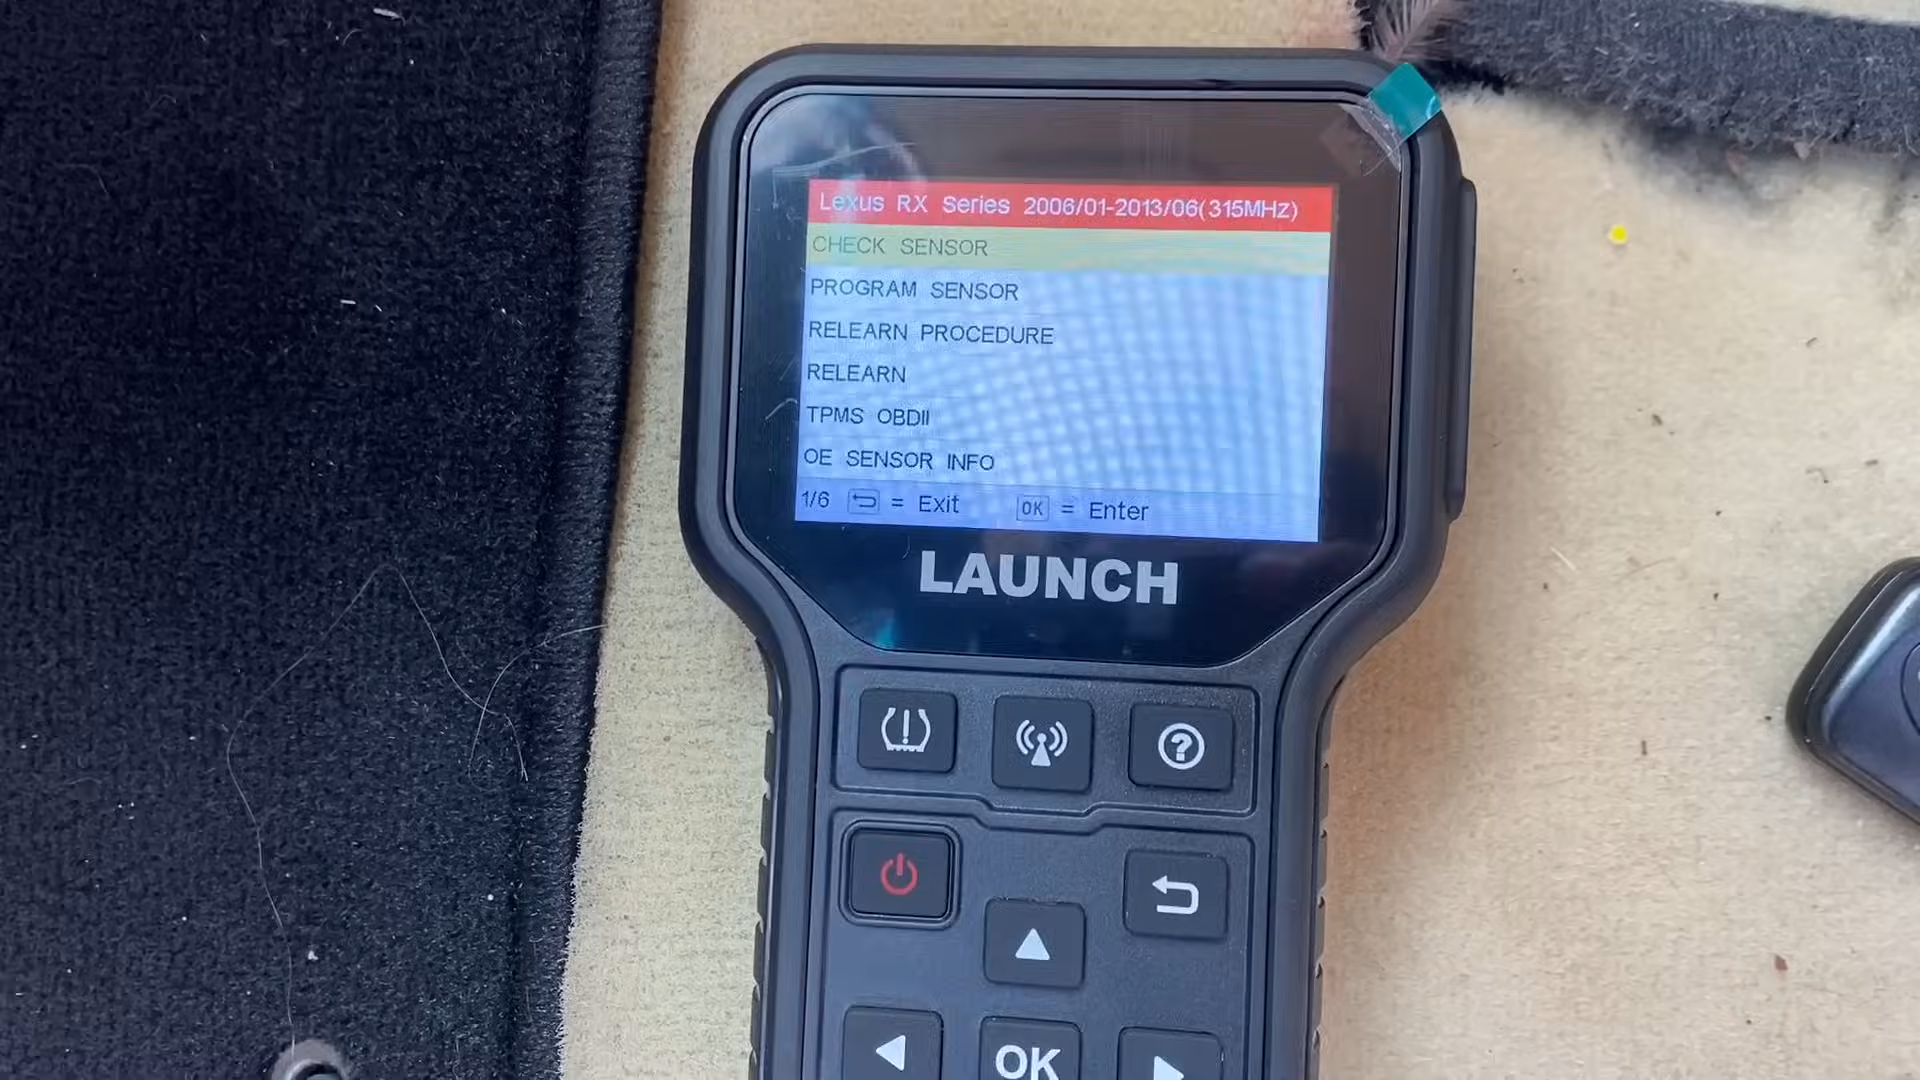 Lexus RX Series 2006/01-2013/06(315MHz)
CHECK SENSOR
PROGRAM SENSOR
RELEARN PROCEDURE
RELEARN
TPMS OBDII
OE SENSOR INFO
1/6 = Exit OK = Enter
LAUNCH
OK